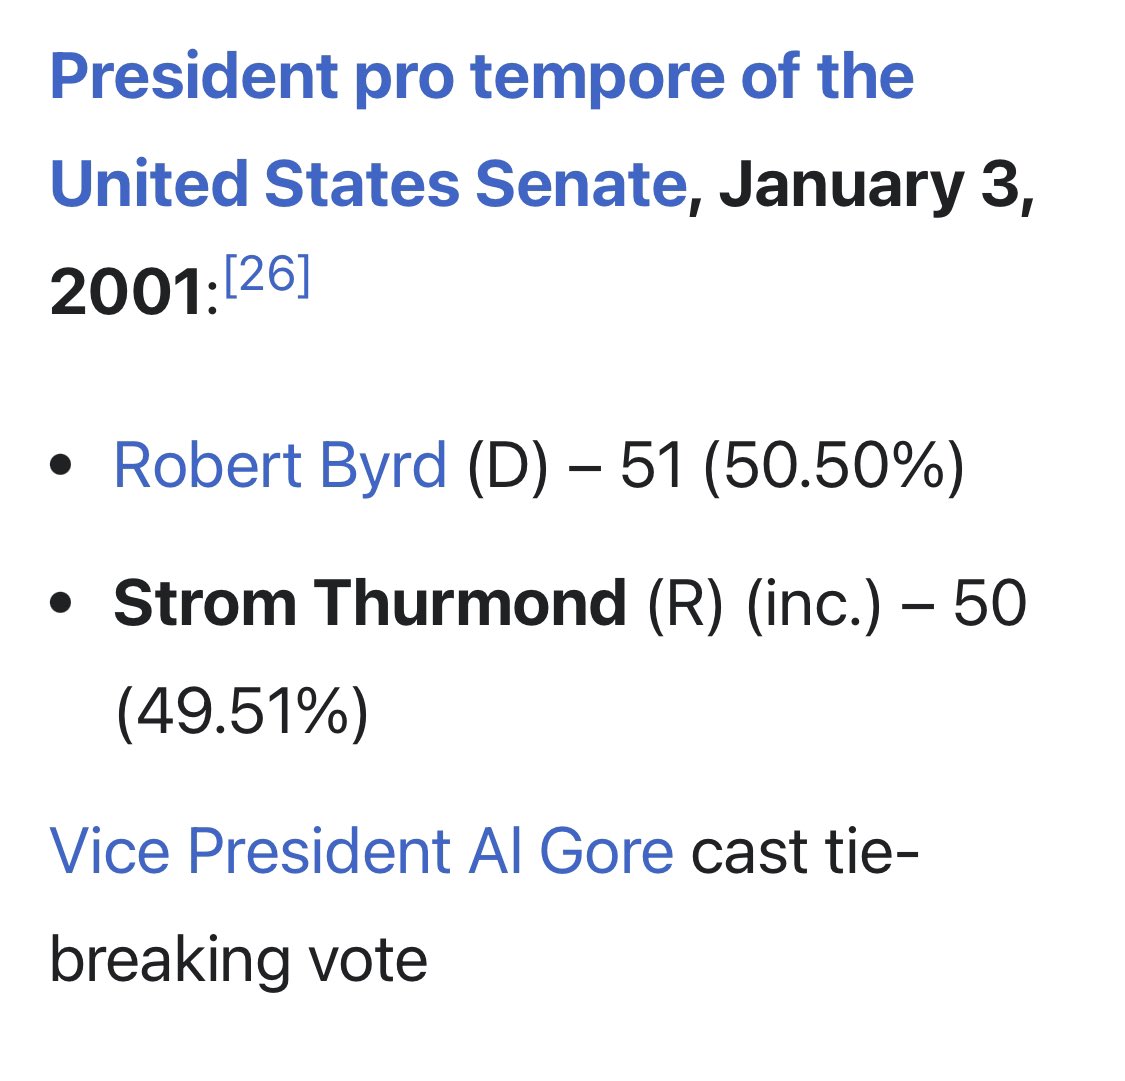 President pro tempore of the
United States Senate, January 3,
2001:[26]
• Robert Byrd (D) – 51 (50.50%)
• Strom Thurmond (R) (inc.) – 50
(49.51%)
Vice President Al Gore cast tie-
breaking vote